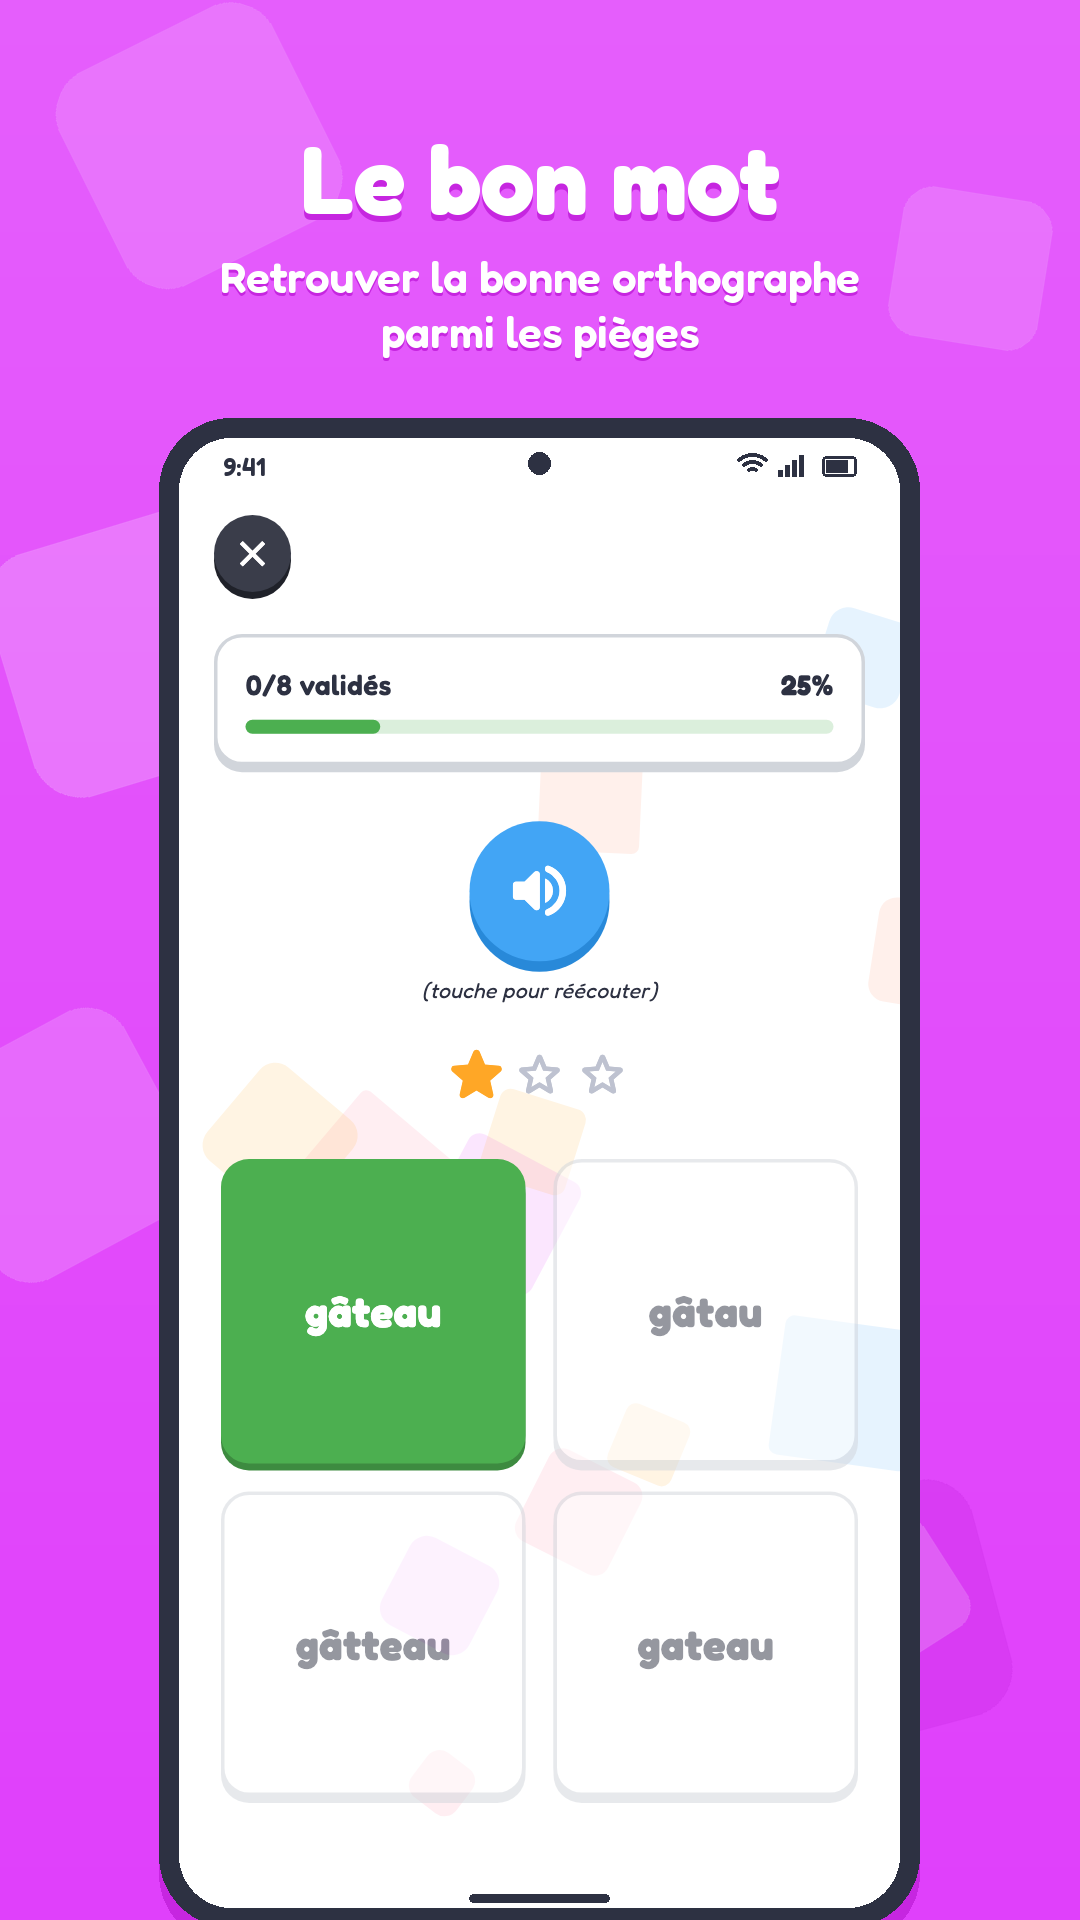 Le bon mot
Retrouver la bonne orthographe
parmi les pièges
9:41
0/8 validés
25%
(touche pour réécouter)
gâteau
gâtau
gâtteau
gateau